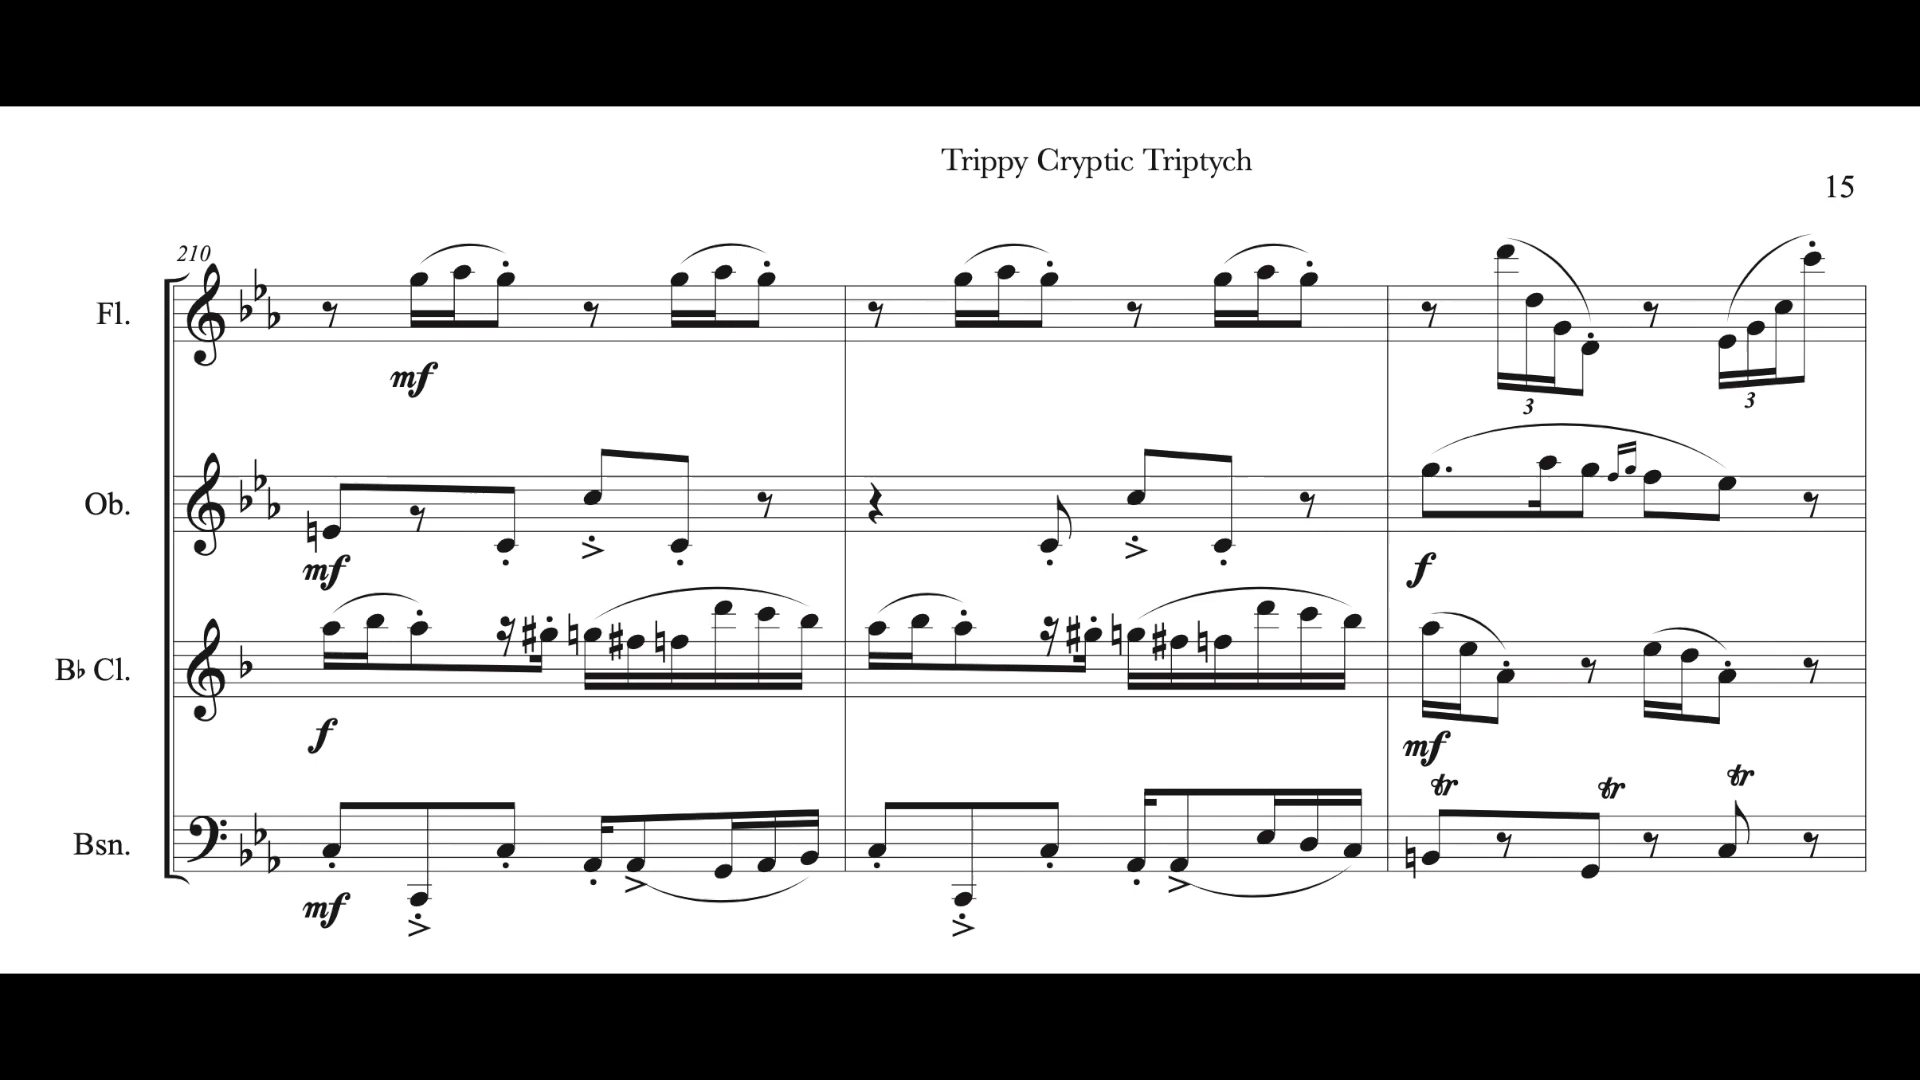 Trippy Cryptic Triptych
15
210
Fl.
mf
3
3
Ob.
mf
f
B♭ Cl.
f
mf
tr
tr
tr
Bsn.
mf